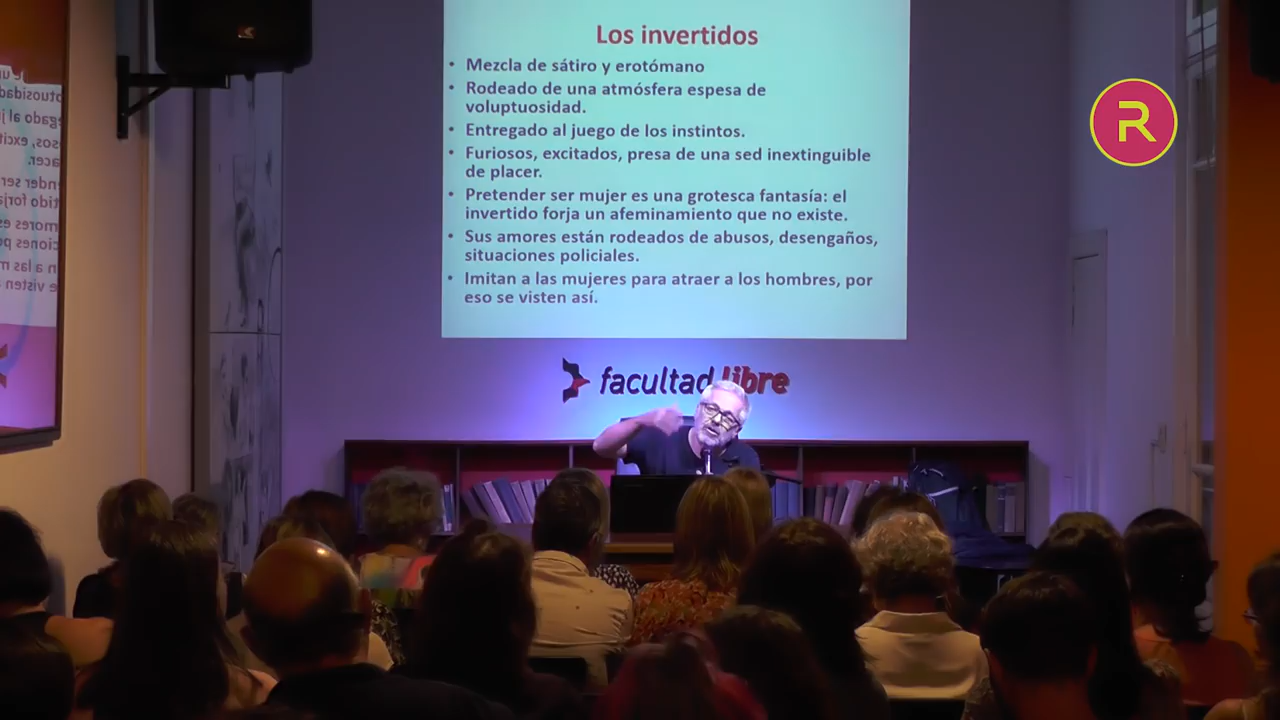 Los invertidos
• Mezcla de sátiro y erotómano
• Rodeado de una atmósfera espesa de
voluptuosidad.
• Entregado al juego de los instintos.
• Furiosos, excitados, presa de una sed inextinguible
de placer.
• Pretender ser mujer es una grotesca fantasía: el
invertido forja un afeminamiento que no existe.
• Sus amores están rodeados de abusos, desengaños,
situaciones policiales.
• Imitan a las mujeres para atraer a los hombres, por
eso se visten así.
R
facultad libre